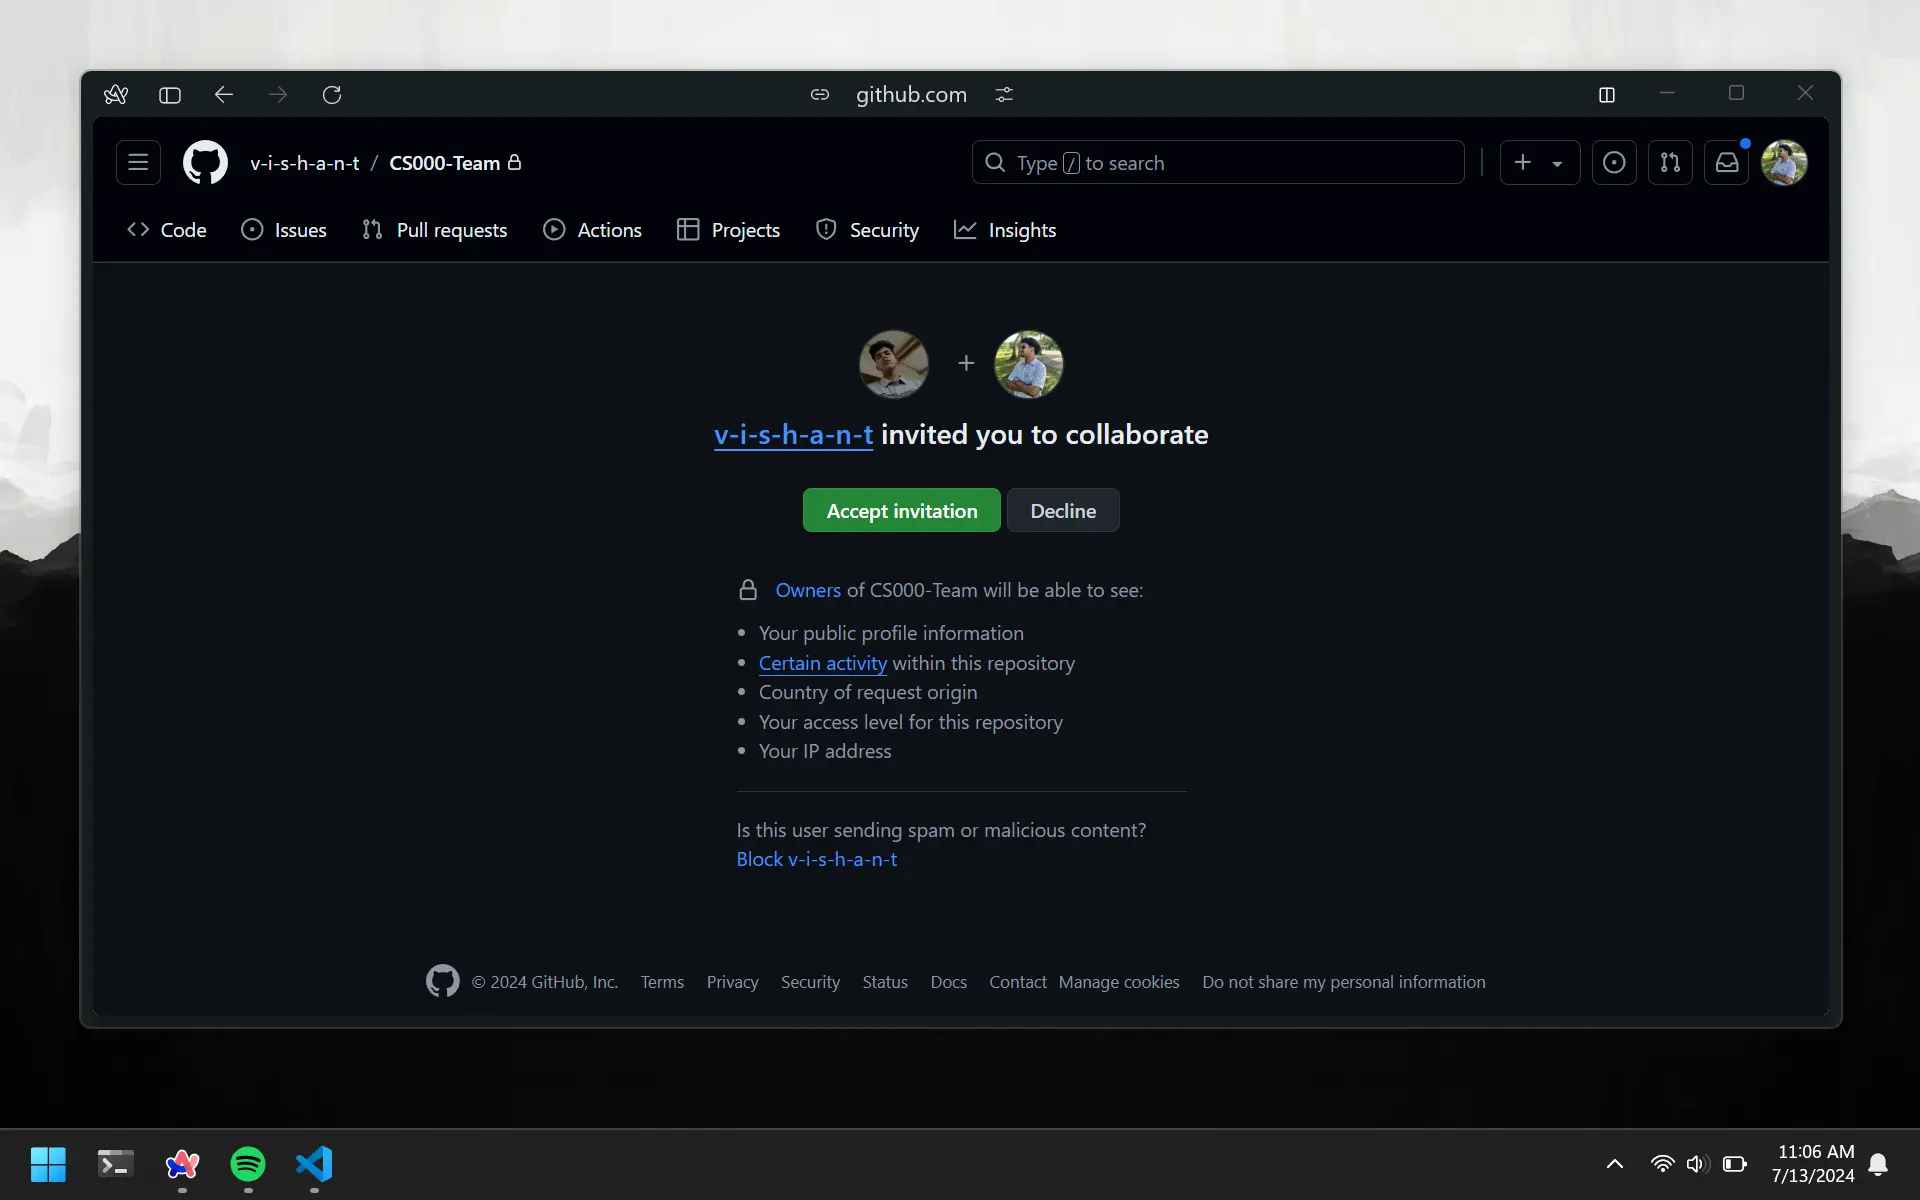 github.com
v-i-s-h-a-n-t / CS000-Team
Type / to search
Code Issues Pull requests Actions Projects Security Insights
v-i-s-h-a-n-t invited you to collaborate
Accept invitation Decline
Owners of CS000-Team will be able to see:
• Your public profile information
• Certain activity within this repository
• Country of request origin
• Your access level for this repository
• Your IP address
Is this user sending spam or malicious content?
Block v-i-s-h-a-n-t
© 2024 GitHub, Inc. Terms Privacy Security Status Docs Contact Manage cookies Do not share my personal information
11:06 AM
7/13/2024